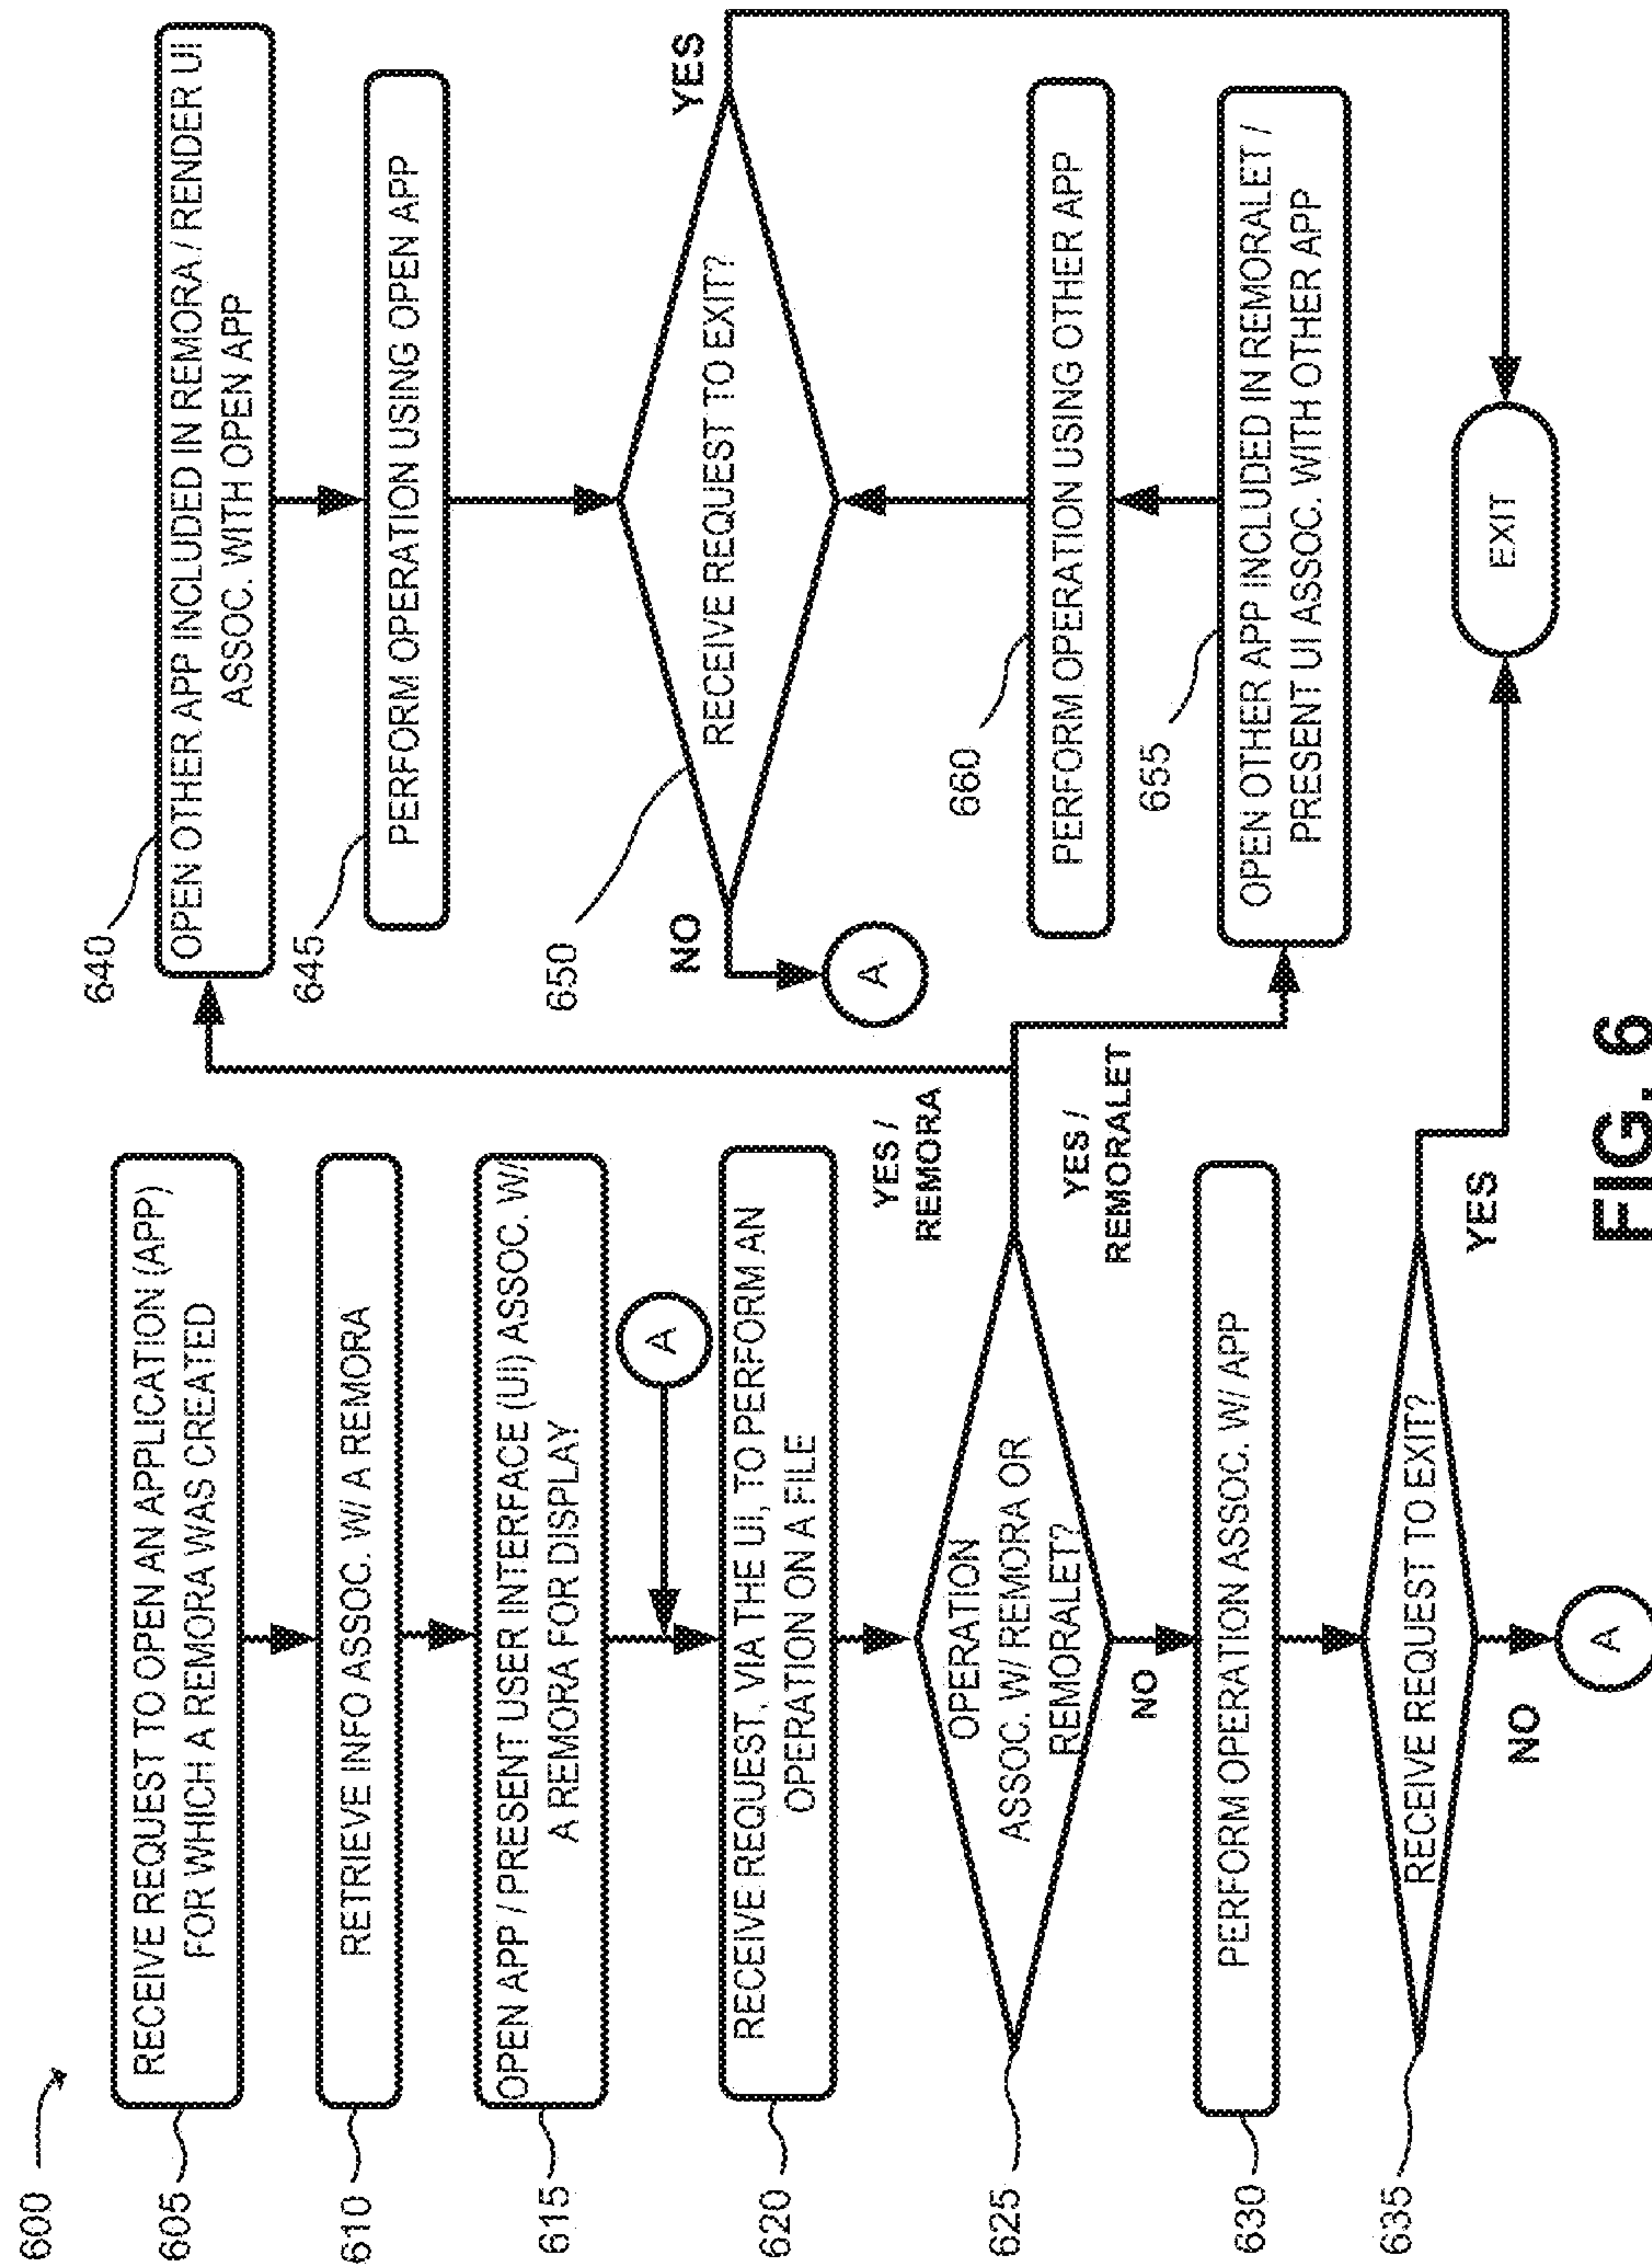 600
605
RECEIVE REQUEST TO OPEN AN APPLICATION (APP)
FOR WHICH A REMORA WAS CREATED
610
RETRIEVE INFO ASSOC. W/ A REMORA
615
OPEN APP / PRESENT USER INTERFACE (UI) ASSOC. W/
A REMORA FOR DISPLAY
A
620
RECEIVE REQUEST, VIA THE UI, TO PERFORM AN
OPERATION ON A FILE
625
OPERATION
ASSOC. W/ REMORA OR
REMORALET?
YES /
REMORA
YES /
REMORALET
NO
630
PERFORM OPERATION ASSOC. W/ APP
635
RECEIVE REQUEST TO EXIT?
YES
NO
A
640
OPEN OTHER APP INCLUDED IN REMORA / RENDER UI
ASSOC. WITH OPEN APP
645
PERFORM OPERATION USING OPEN APP
650
RECEIVE REQUEST TO EXIT?
YES
NO
A
660
PERFORM OPERATION USING OTHER APP
655
OPEN OTHER APP INCLUDED IN REMORALET /
PRESENT UI ASSOC. WITH OTHER APP
EXIT
FIG. 6